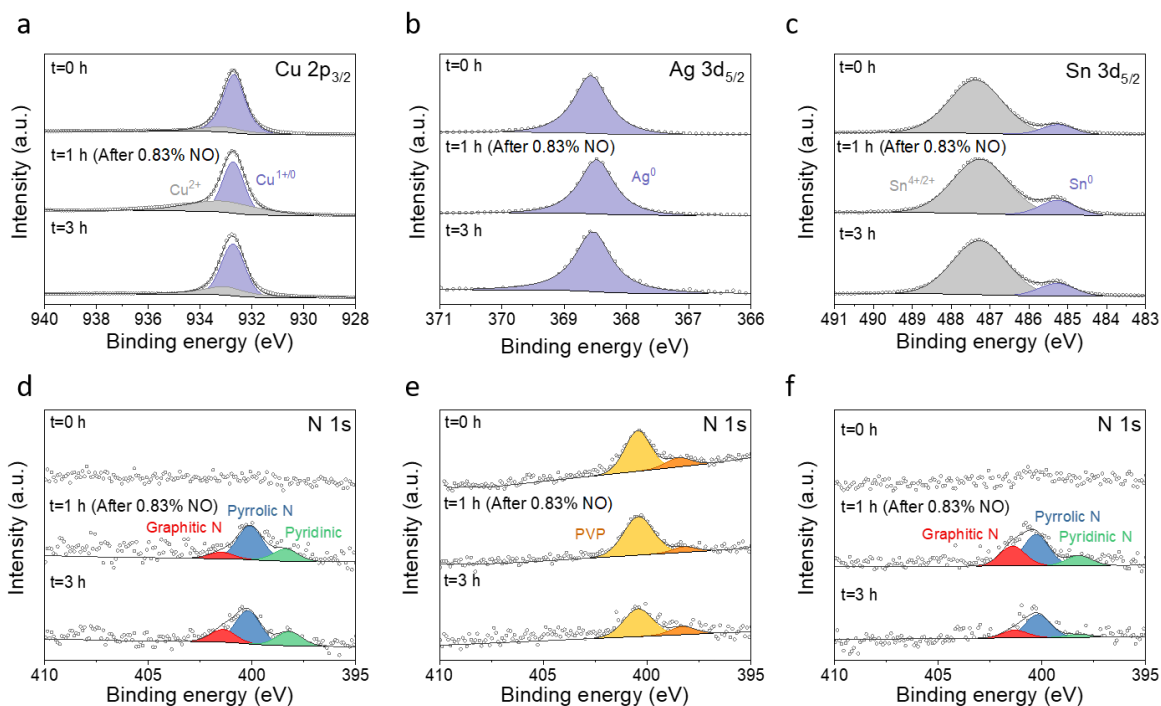 a
t=0 h
Cu 2p3/2
t=1 h (After 0.83% NO)
Cu2+
Cu1+/0
t=3 h
Intensity (a.u.)
940 938 936 934 932 930 928
Binding energy (eV)
b
t=0 h
Ag 3d5/2
t=1 h (After 0.83% NO)
Ag0
t=3 h
Intensity (a.u.)
371 370 369 368 367 366
Binding energy (eV)
c
t=0 h
Sn 3d5/2
t=1 h (After 0.83% NO)
Sn4+/2+
Sn0
t=3 h
Intensity (a.u.)
491 490 489 488 487 486 485 484 483
Binding energy (eV)
d
t=0 h
N 1s
t=1 h (After 0.83% NO)
Graphitic N
Pyrrolic N
Pyridinic
t=3 h
Intensity (a.u.)
410 405 400 395
Binding energy (eV)
e
t=0 h
N 1s
t=1 h (After 0.83% NO)
PVP
t=3 h
Intensity (a.u.)
410 405 400 395
Binding energy (eV)
f
t=0 h
N 1s
t=1 h (After 0.83% NO)
Graphitic N
Pyrrolic N
Pyridinic N
t=3 h
Intensity (a.u.)
410 405 400 395
Binding energy (eV)